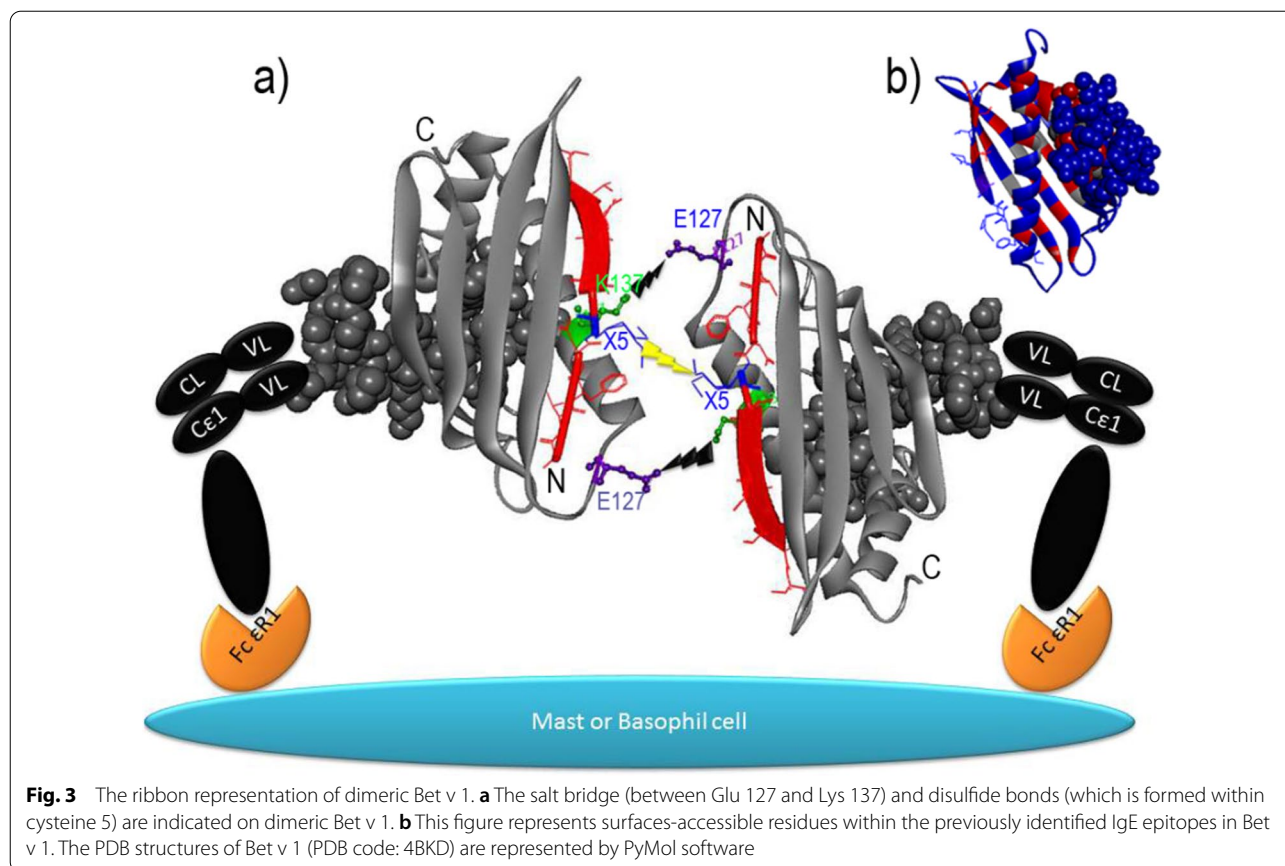 a)
b)
C
N
E127
K137
X5
X5
N
E127
C
VL
CL
VL
Cε1
VL
CL
VL
Cε1
Fc εR1
Fc εR1
Mast or Basophil cell
Fig. 3 The ribbon representation of dimeric Bet v 1. a The salt bridge (between Glu 127 and Lys 137) and disulfide bonds (which is formed within
cysteine 5) are indicated on dimeric Bet v 1. b This figure represents surfaces-accessible residues within the previously identified IgE epitopes in Bet
v 1. The PDB structures of Bet v 1 (PDB code: 4BKD) are represented by PyMol software